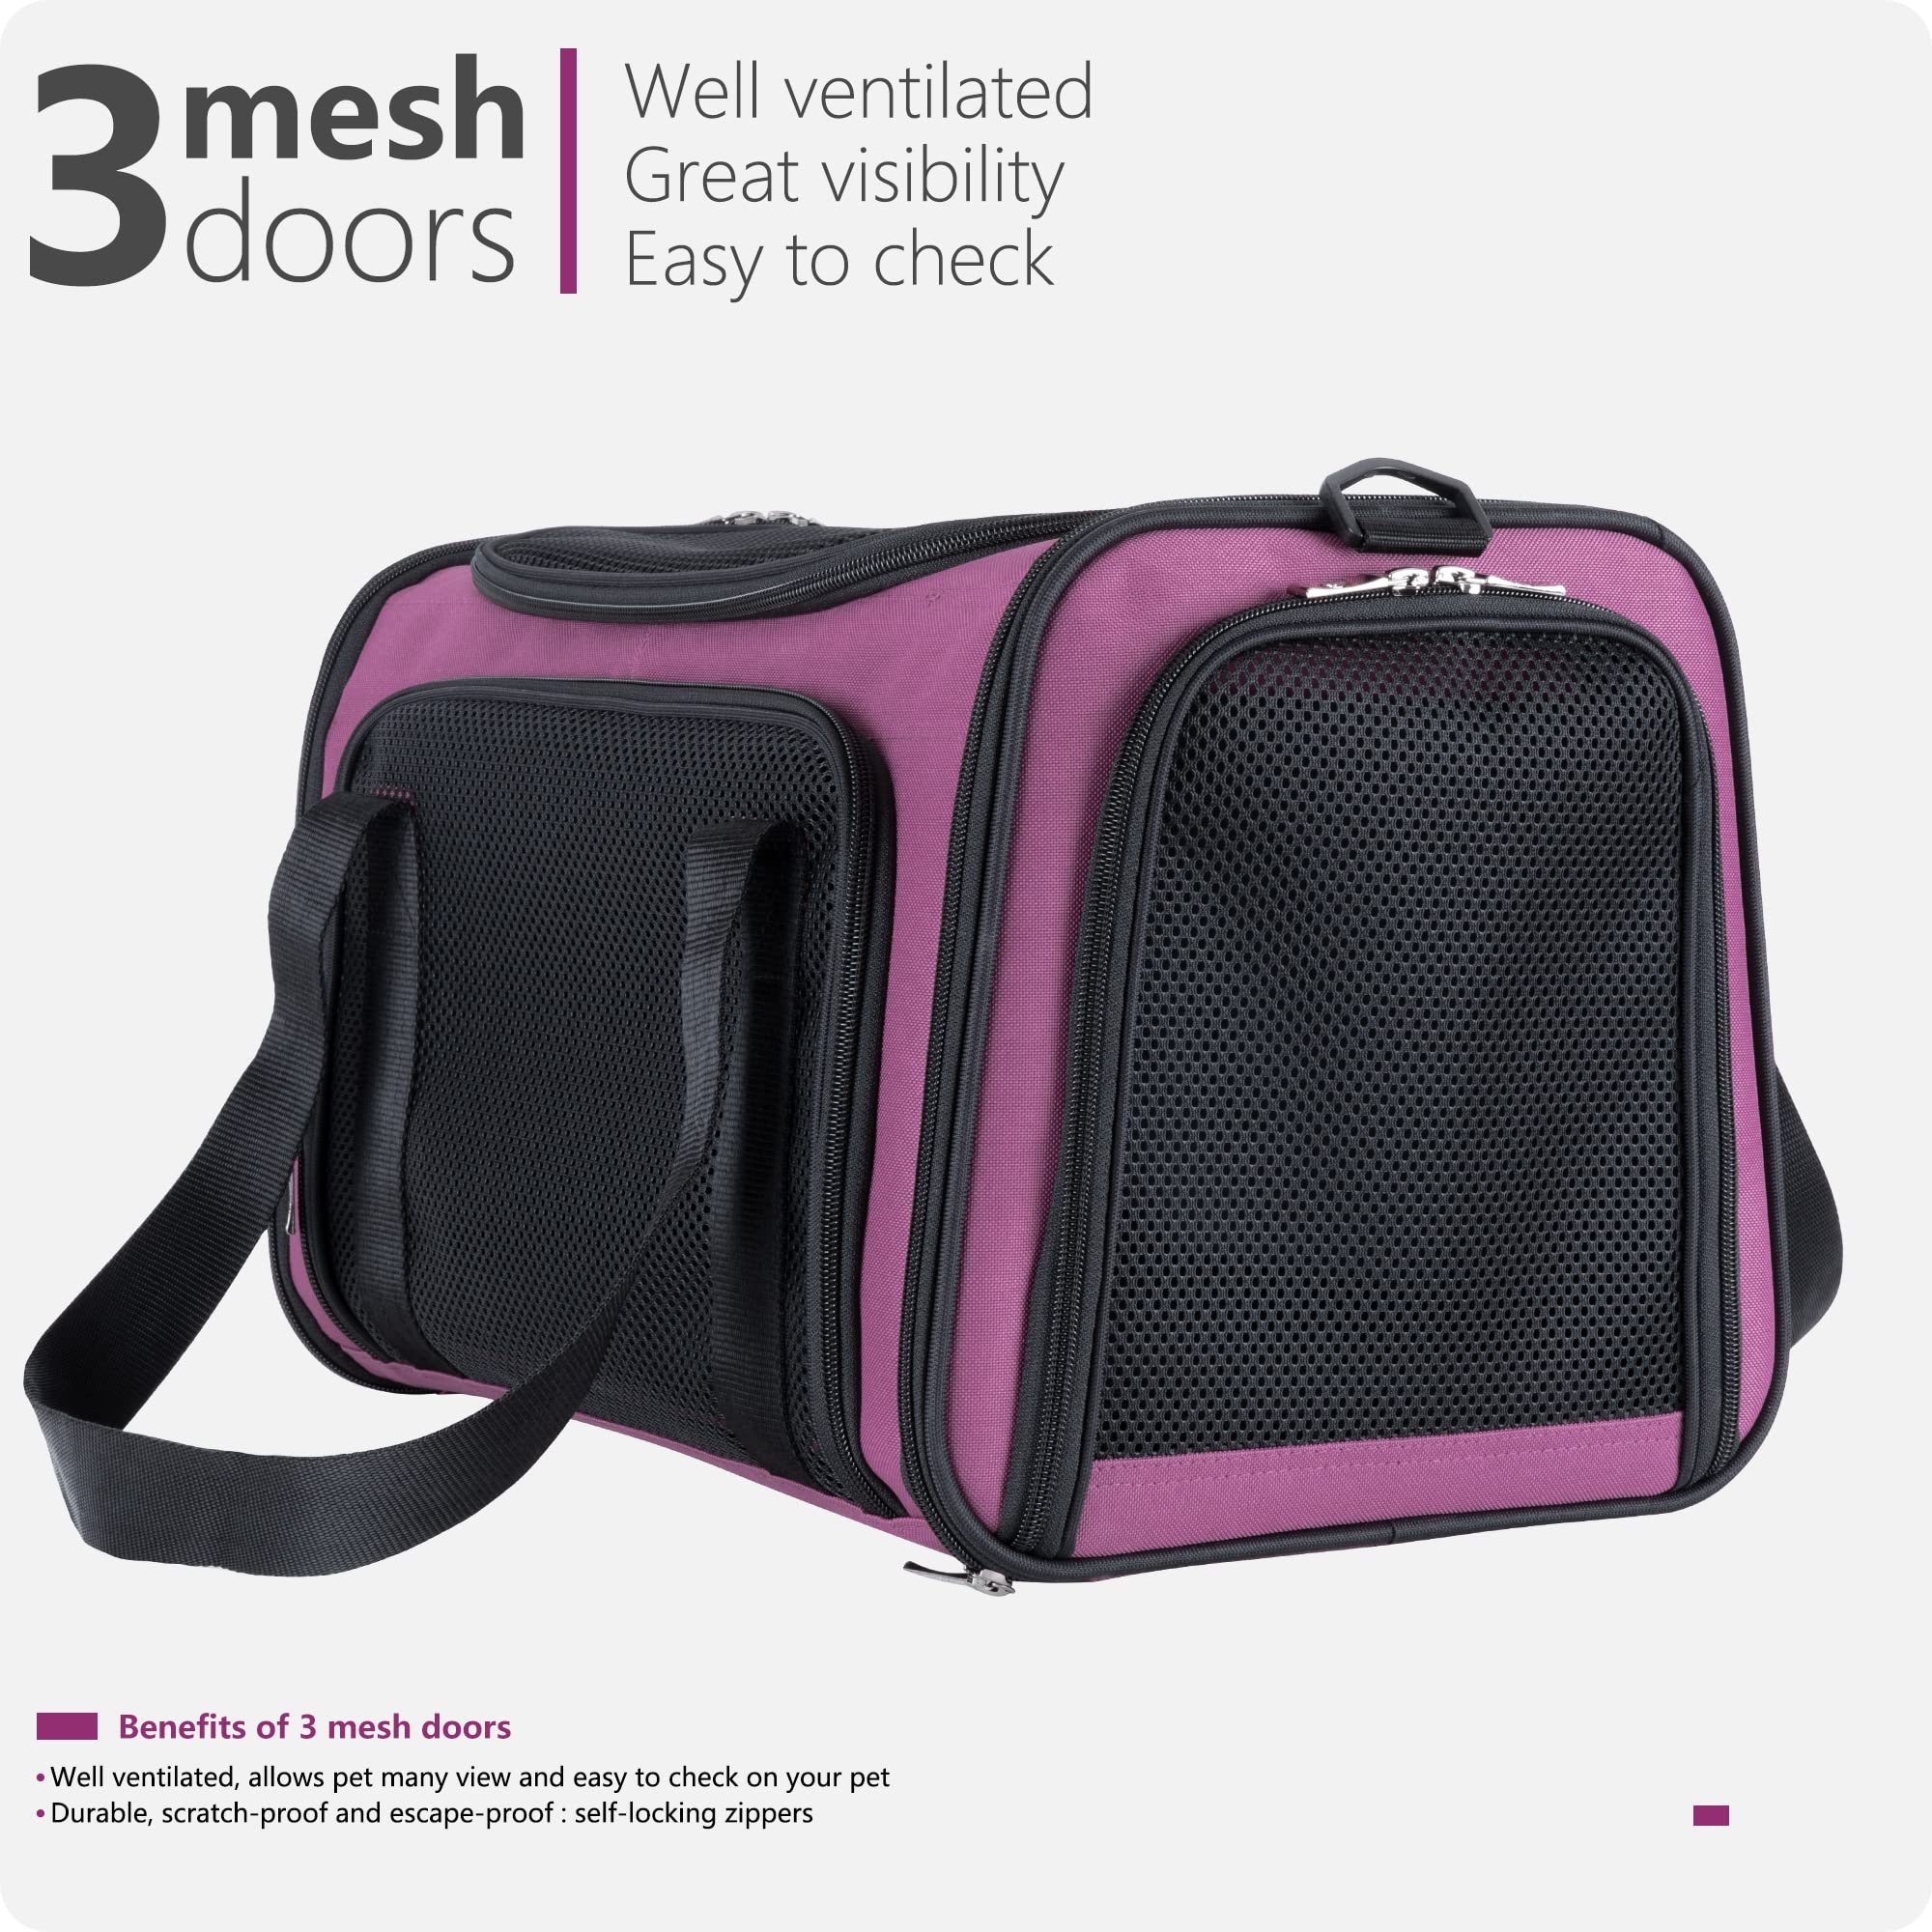 3 mesh
doors
Well ventilated
Great visibility
Easy to check
Benefits of 3 mesh doors
•Well ventilated, allows pet many view and easy to check on your pet
•Durable, scratch-proof and escape-proof : self-locking zippers